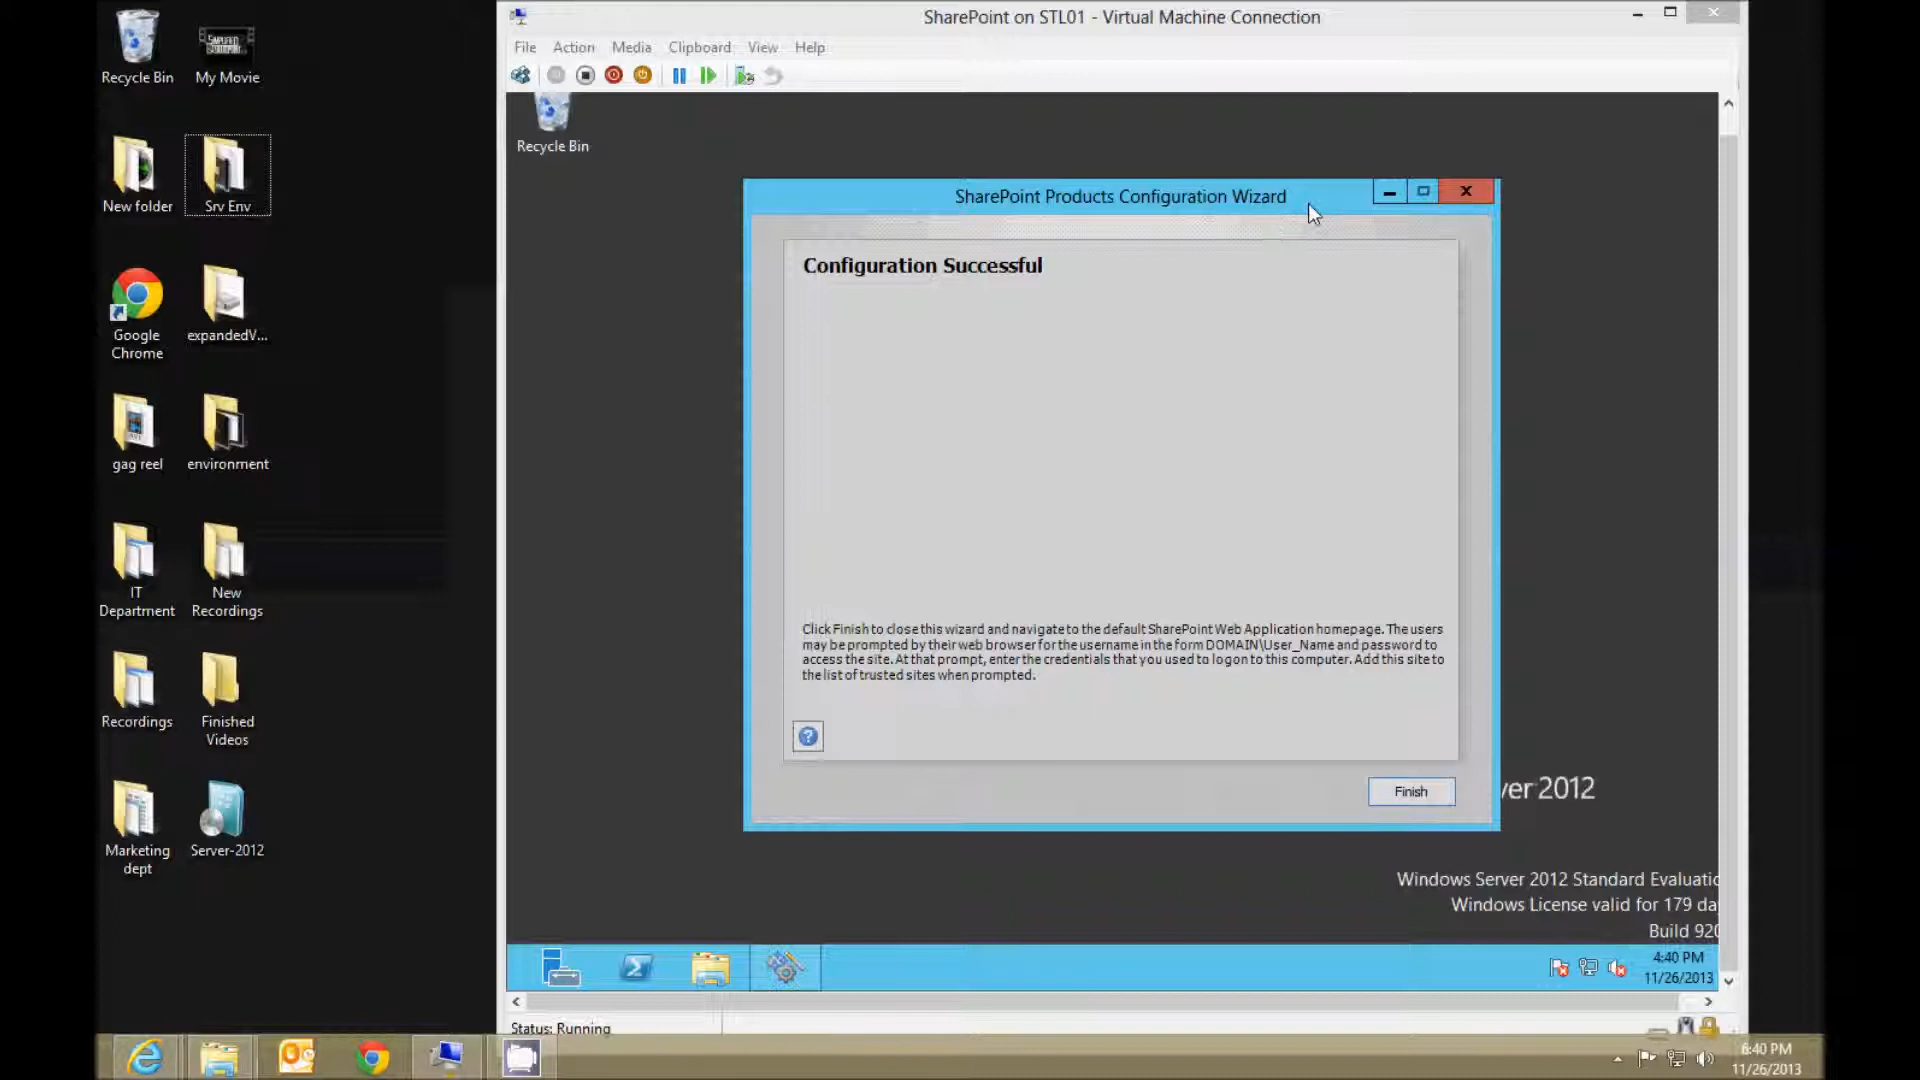 SharePoint on STL01 - Virtual Machine Connection
File Action Media Clipboard View Help
Recycle Bin
My Movie
New folder
Srv Env
Google
Chrome
expandedV...
gag reel
environment
IT
Department
New
Recordings
Recordings
Finished
Videos
Marketing
dept
Server-2012
Recycle Bin
SharePoint Products Configuration Wizard
Configuration Successful
Click Finish to close this wizard and navigate to the default SharePoint Web Application homepage. The users
may be prompted by their web browser for the username in the form DOMAIN\User_Name and password to
access the site. At that prompt, enter the credentials that you used to logon to this computer. Add this site to
the list of trusted sites when prompted.
Finish
ver 2012
Windows Server 2012 Standard Evaluatio
Windows License valid for 179 da
Build 920
4:40 PM
11/26/2013
Status: Running
6:40 PM
11/26/2013